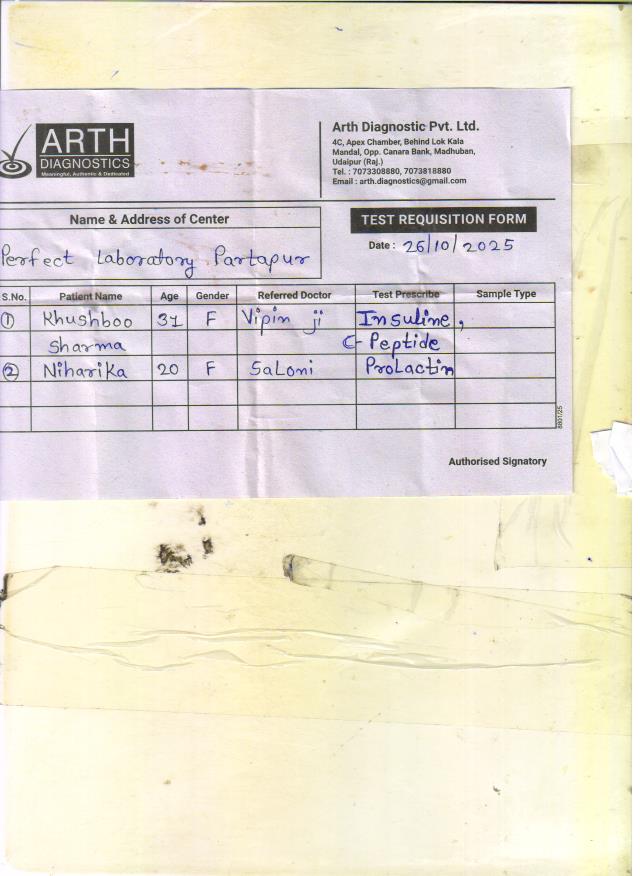 ARTH
DIAGNOSTICS
Meaningful, Authentic & Dedicated
Arth Diagnostic Pvt. Ltd.
4C, Apex Chamber, Behind Lok Kala
Mandal, Opp. Canara Bank, Madhuban,
Udaipur (Raj.)
Tel. : 7073308880, 7073818880
Email : arth.diagnostics@gmail.com
Name & Address of Center
Perfect Laboratory Partapur
TEST REQUISITION FORM
Date : 26/10/2025
S.No. Patient Name Age Gender Referred Doctor Test Prescribe Sample Type
1 Khushboo 31 F Vipin ji Insuline,
Sharma C-Peptide
2 Niharika 20 F Saloni Prolactin
Authorised Signatory